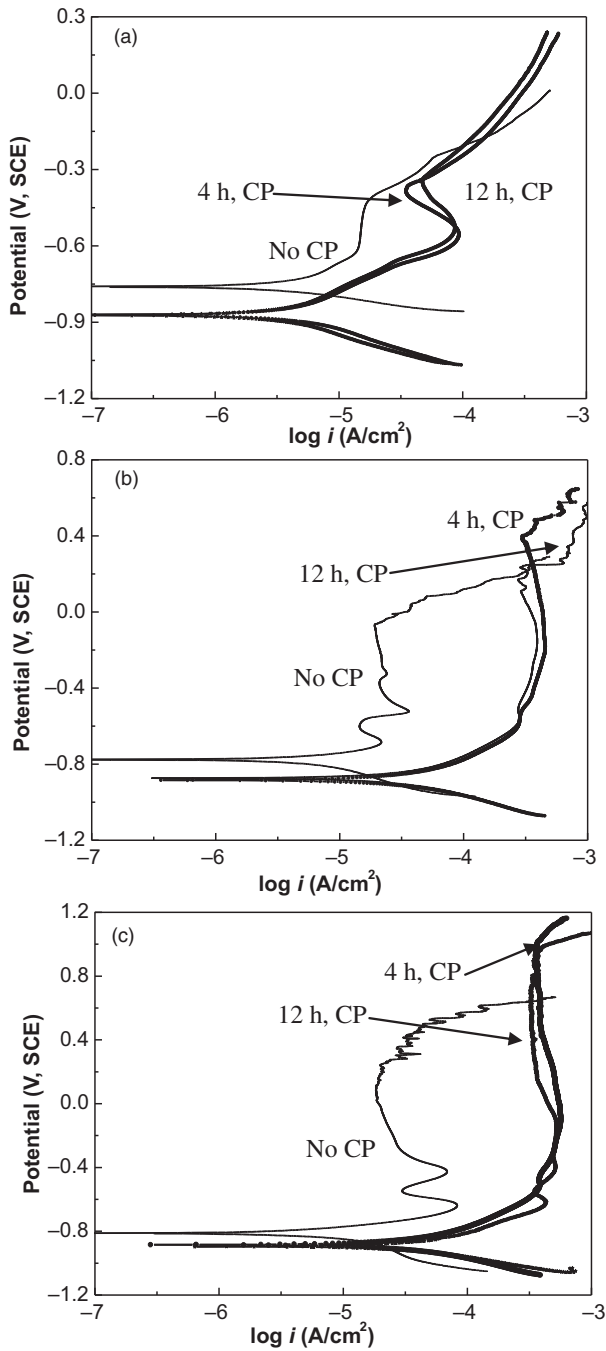 (a)
0.3
0.0
–0.3
–0.6
–0.9
–1.2
Potential (V, SCE)
4 h, CP
12 h, CP
No CP
–7
–6
–5
–4
–3
log i (A/cm²)
(b)
0.8
0.4
0.0
–0.4
–0.8
–1.2
Potential (V, SCE)
4 h, CP
12 h, CP
No CP
–7
–6
–5
–4
–3
log i (A/cm²)
(c)
1.2
0.8
0.4
0.0
–0.4
–0.8
–1.2
Potential (V, SCE)
4 h, CP
12 h, CP
No CP
–7
–6
–5
–4
–3
log i (A/cm²)